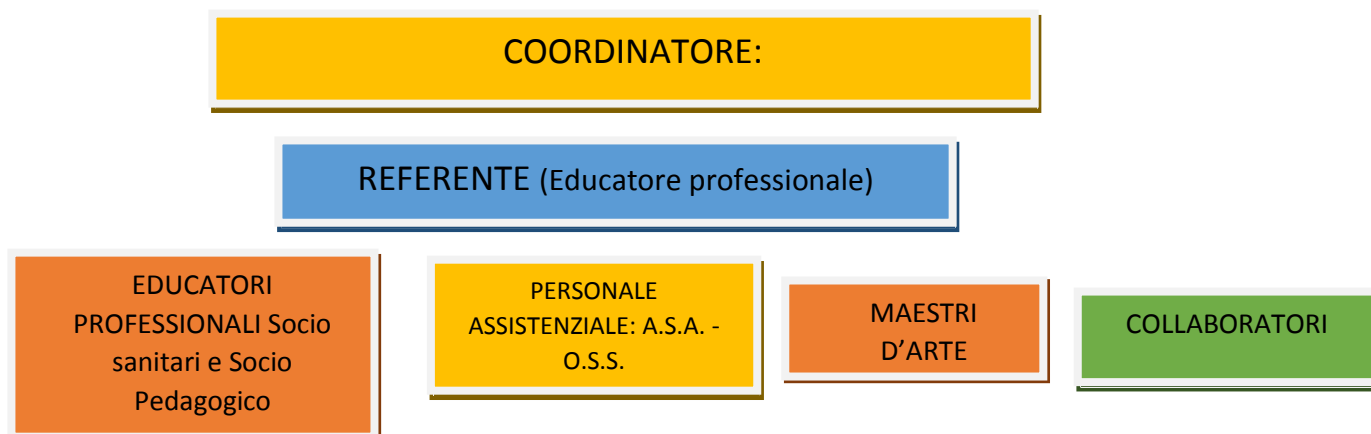 COORDINATORE:
REFERENTE (Educatore professionale)
EDUCATORI
PROFESSIONALI Socio
sanitari e Socio
Pedagogico
PERSONALE
ASSISTENZIALE: A.S.A. -
O.S.S.
MAESTRI
D’ARTE
COLLABORATORI